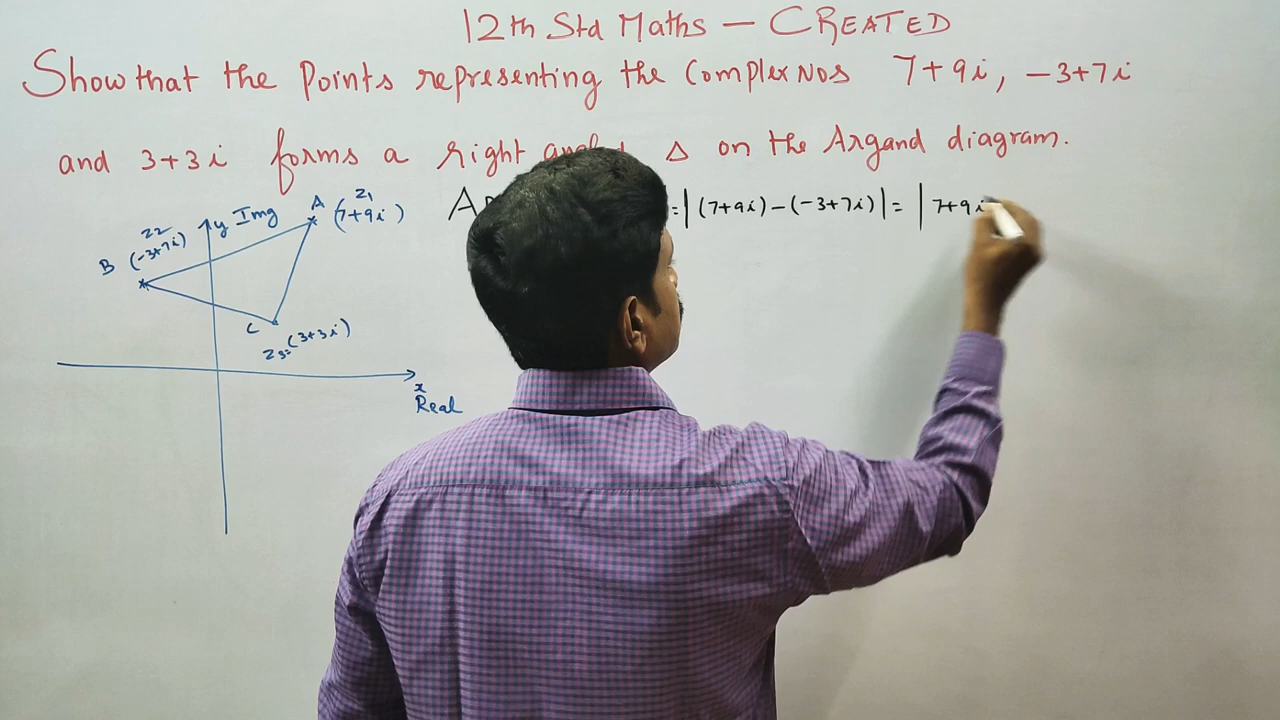 12th Std Maths - CREATED
Show that the Points representing the Complex Nos 7+9i, -3+7i
and 3+3i forms a right Δ on the Argand diagram.
= |(7+9i)-(-3+7i)| = | 7+9i
y Img
A z1 (7+9i)
z2 (-3+7i)
B
C
z3=(3+3i)
x
Real